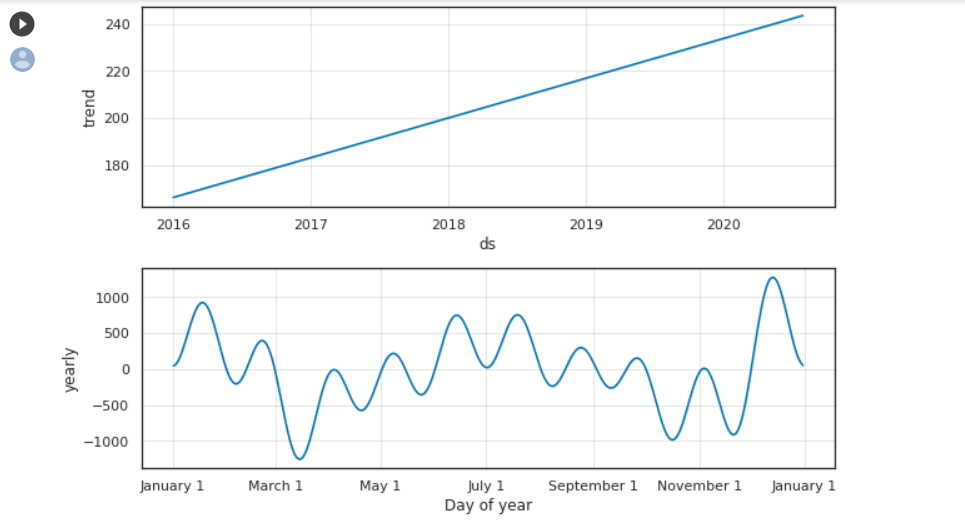 240
220
200
180
trend
2016 2017 2018 2019 2020
ds
1000
500
0
−500
−1000
yearly
January 1 March 1 May 1 July 1 September 1 November 1 January 1
Day of year